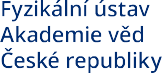 Fyzikální ústav
Akademie věd
České republiky